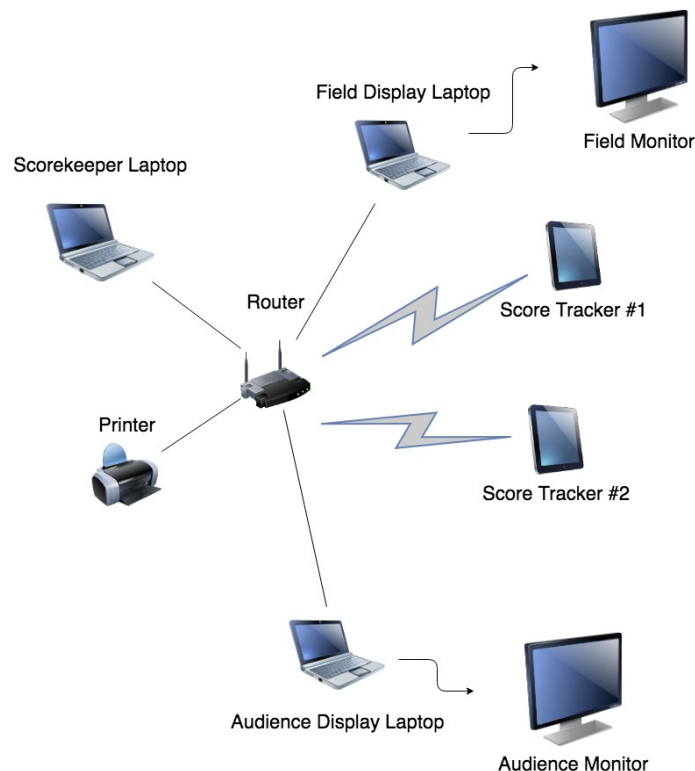 Field Display Laptop
Field Monitor
Scorekeeper Laptop
Router
Score Tracker #1
Printer
Score Tracker #2
Audience Display Laptop
Audience Monitor